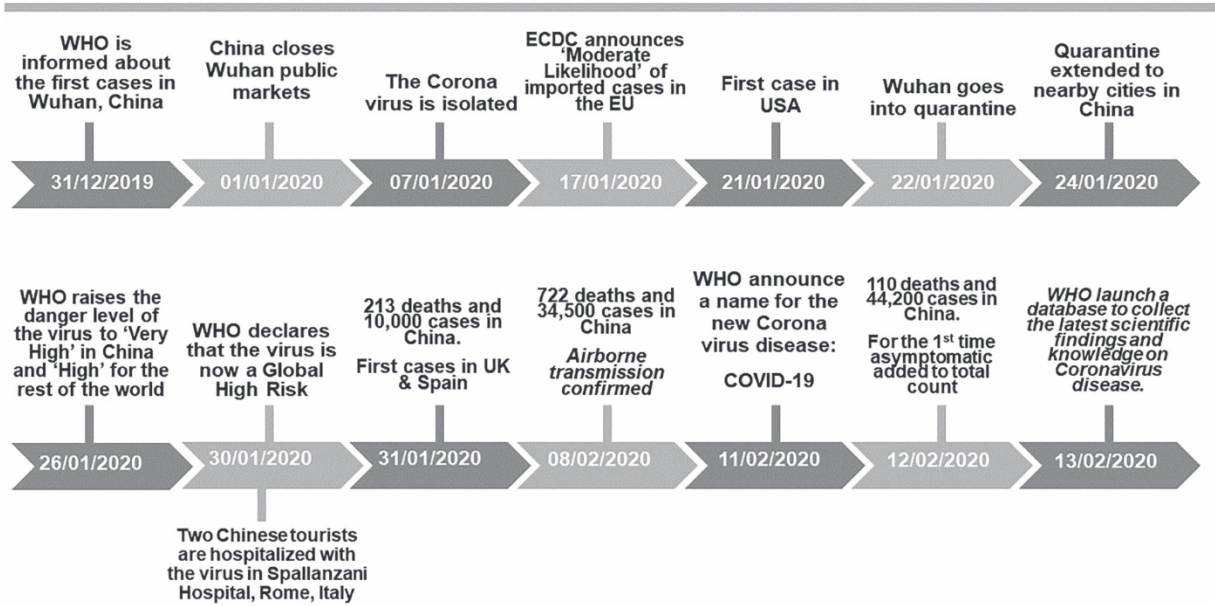 WHO is
informed about
the first cases in
Wuhan, China
China closes
Wuhan public
markets
The Corona
virus is isolated
ECDC announces
‘Moderate
Likelihood’ of
imported cases in
the EU
First case in
USA
Wuhan goes
into quarantine
Quarantine
extended to
nearby cities in
China
31/12/2019
01/01/2020
07/01/2020
17/01/2020
21/01/2020
22/01/2020
24/01/2020
WHO raises the
danger level of
the virus to ‘Very
High’ in China
and ‘High’ for the
rest of the world
WHO declares
that the virus is
now a Global
High Risk
213 deaths and
10,000 cases in
China.
First cases in UK
& Spain
722 deaths and
34,500 cases in
China
Airborne
transmission
confirmed
WHO announce
a name for the
new Corona
virus disease:
COVID-19
110 deaths and
44,200 cases in
China.
For the 1st time
asymptomatic
added to total
count
WHO launch a
database to collect
the latest scientific
findings and
knowledge on
Coronavirus
disease.
26/01/2020
30/01/2020
31/01/2020
08/02/2020
11/02/2020
12/02/2020
13/02/2020
Two Chinese tourists
are hospitalized with
the virus in Spallanzani
Hospital, Rome, Italy